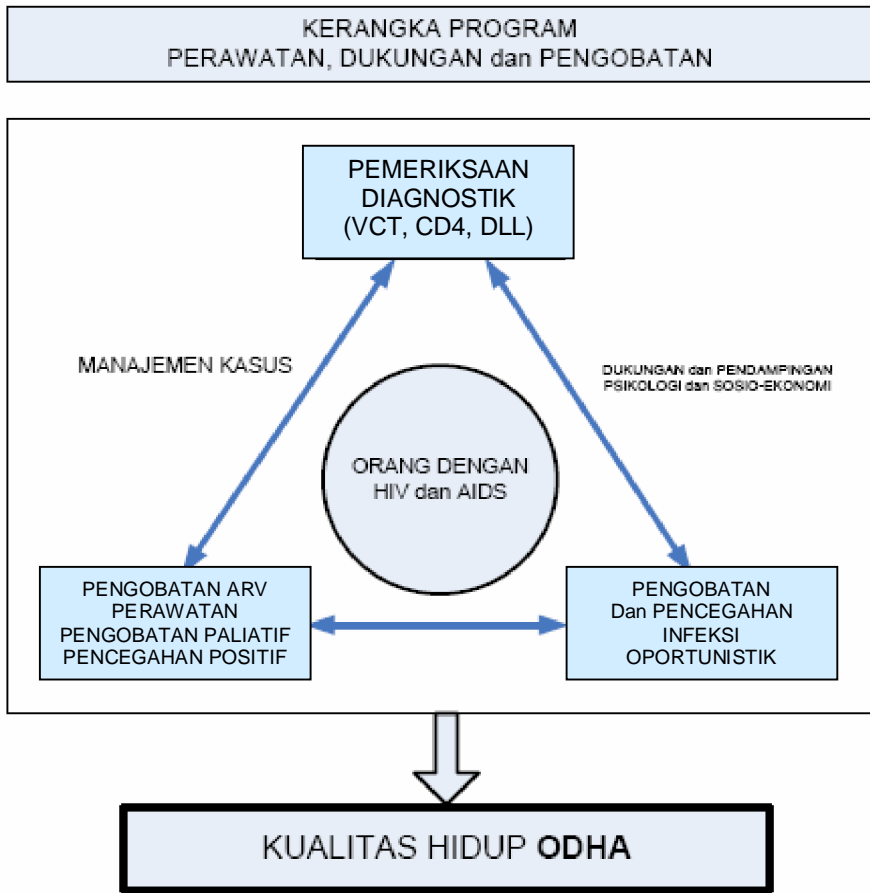 KERANGKA PROGRAM
PERAWATAN, DUKUNGAN dan PENGOBATAN
PEMERIKSAAN
DIAGNOSTIK
(VCT, CD4, DLL)
MANAJEMEN KASUS
DUKUNGAN dan PENDAMPINGAN
PSIKOLOGI dan SOSIO-EKONOMI
ORANG DENGAN
HIV dan AIDS
PENGOBATAN ARV
PERAWATAN
PENGOBATAN PALIATIF
PENCEGAHAN POSITIF
PENGOBATAN
Dan PENCEGAHAN
INFEKSI
OPORTUNISTIK
KUALITAS HIDUP ODHA